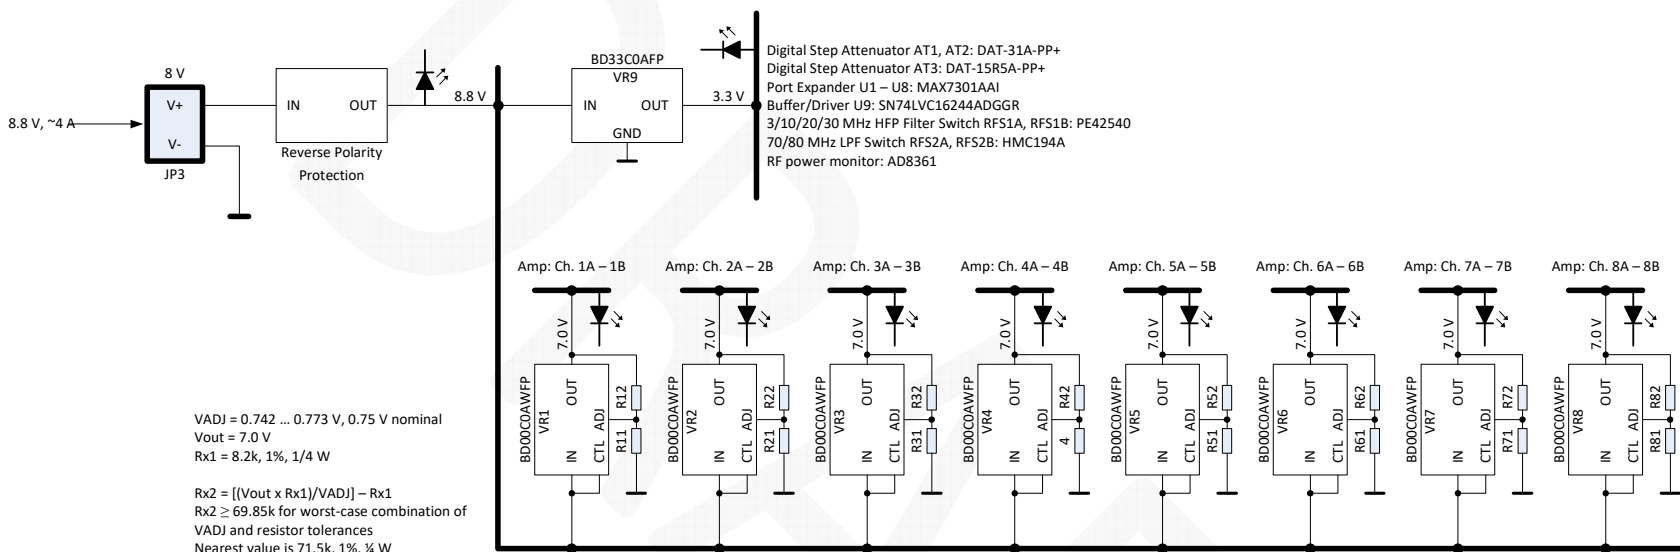 8.8 V, ~4 A
8 V
V+
V-
JP3
IN
OUT
Reverse Polarity
Protection
8.8 V
BD33C0AFP
VR9
IN
OUT
GND
3.3 V
Digital Step Attenuator AT1, AT2: DAT-31A-PP+
Digital Step Attenuator AT3: DAT-15R5A-PP+
Port Expander U1 – U8: MAX7301AAI
Buffer/Driver U9: SN74LVC16244ADGGR
3/10/20/30 MHz HFP Filter Switch RFS1A, RFS1B: PE42540
70/80 MHz LPF Switch RFS2A, RFS2B: HMC194A
RF power monitor: AD8361
Amp: Ch. 1A – 1B
7.0 V
BD00C0AWFP
VR1
OUT
IN
CTL
ADJ
R12
R11
Amp: Ch. 2A – 2B
7.0 V
BD00C0AWFP
VR2
OUT
IN
CTL
ADJ
R22
R21
Amp: Ch. 3A – 3B
7.0 V
BD00C0AWFP
VR3
OUT
IN
CTL
ADJ
R32
R31
Amp: Ch. 4A – 4B
7.0 V
BD00C0AWFP
VR4
OUT
IN
CTL
ADJ
R42
4
Amp: Ch. 5A – 5B
7.0 V
BD00C0AWFP
VR5
OUT
IN
CTL
ADJ
R52
R51
Amp: Ch. 6A – 6B
7.0 V
BD00C0AWFP
VR6
OUT
IN
CTL
ADJ
R62
R61
Amp: Ch. 7A – 7B
7.0 V
BD00C0AWFP
VR7
OUT
IN
CTL
ADJ
R72
R71
Amp: Ch. 8A – 8B
7.0 V
BD00C0AWFP
VR8
OUT
IN
CTL
ADJ
R82
R81
VADJ = 0.742 … 0.773 V, 0.75 V nominal
Vout = 7.0 V
Rx1 = 8.2k, 1%, 1/4 W
Rx2 = [(Vout x Rx1)/VADJ] – Rx1
Rx2 ≥ 69.85k for worst-case combination of
VADJ and resistor tolerances
Nearest value is 71.5k, 1%, ¼ W